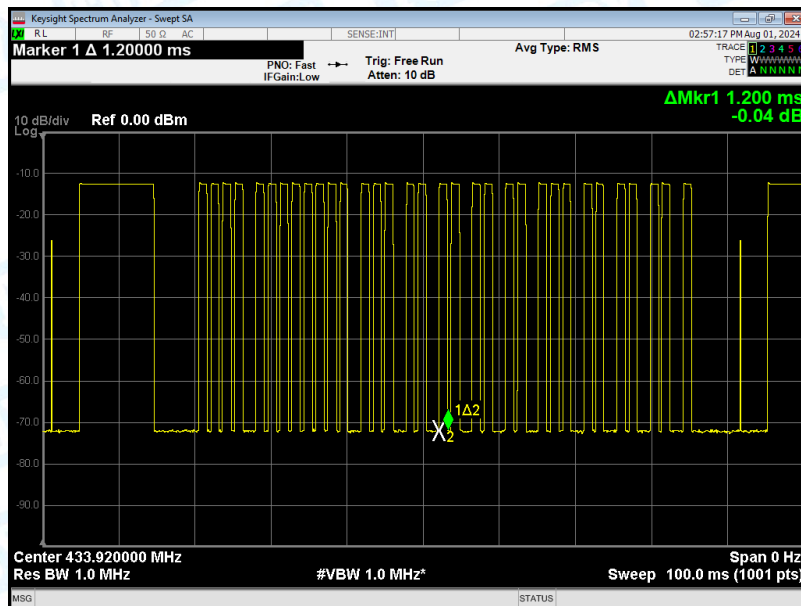 Keysight Spectrum Analyzer - Swept SA
LXI RL RF 50 Ω AC SENSE:INT 02:57:17 PM Aug 01, 2024
Marker 1 Δ 1.20000 ms
PNO: Fast
IFGain:Low
Trig: Free Run
Atten: 10 dB
Avg Type: RMS
TRACE 1 2 3 4 5
TYPE WWWWWW
DET A N N N N N
ΔMkr1 1.200 ms
-0.04 dB
10 dB/div Ref 0.00 dBm
Log
-10.0
-20.0
-30.0
-40.0
-50.0
-60.0
-70.0
-80.0
-90.0
1Δ2
X2
Center 433.920000 MHz Span 0 Hz
Res BW 1.0 MHz #VBW 1.0 MHz* Sweep 100.0 ms (1001 pts)
MSG STATUS